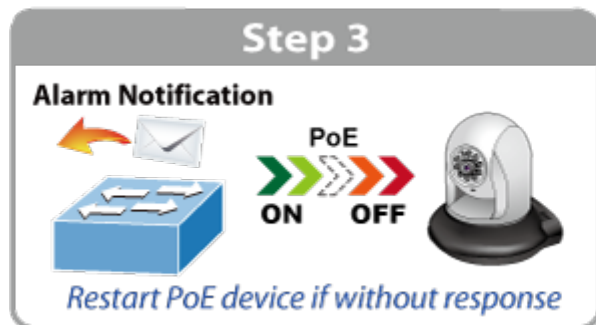 Step 3
Alarm Notification
PoE
ON OFF
Restart PoE device if without response